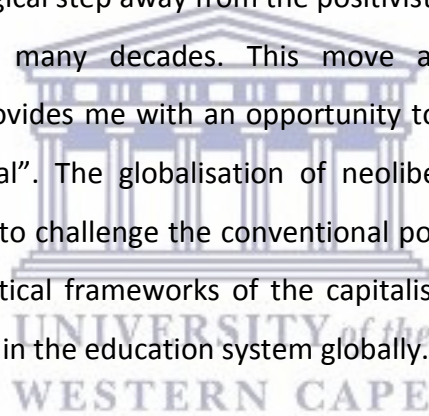 gical step away from the positivist
many decades. This move a
ovides me with an opportunity to
al”. The globalisation of neolibe
to challenge the conventional po
tical frameworks of the capitalis
UNIVERSITY of the
in the education system globally.
WESTERN CAPE